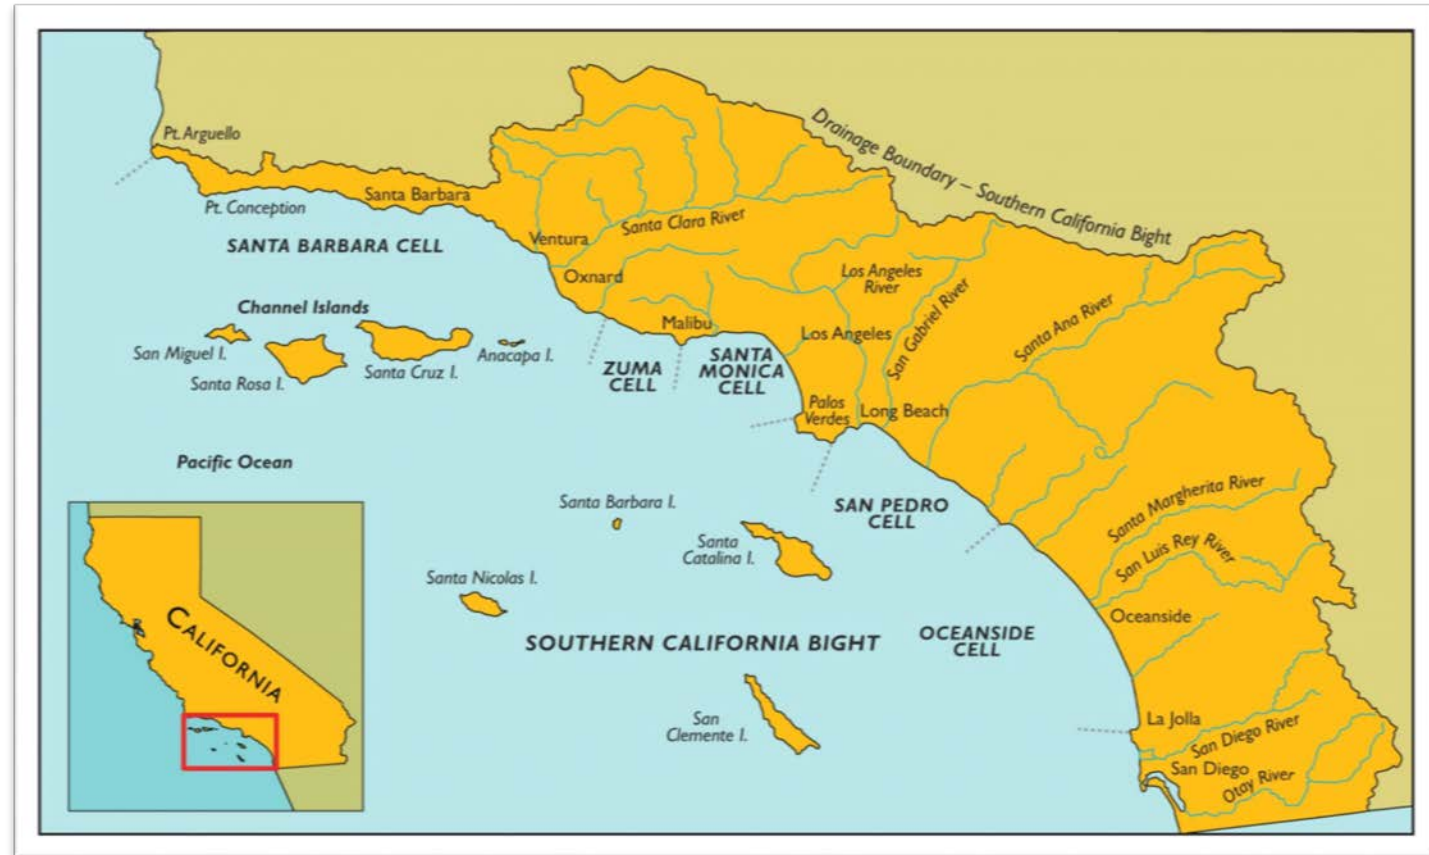 Pt. Arguello
Drainage Boundary – Southern California Bight
Santa Barbara
Pt. Conception
Santa Clara River
Ventura
SANTA BARBARA CELL
Oxnard
Los Angeles
River
San Gabriel River
Santa Ana River
Channel Islands
Malibu
Los Angeles
San Miguel I.
Santa Rosa I.
Santa Cruz I.
Anacapa I.
ZUMA
CELL
SANTA
MONICA
CELL
Palos
Verdes
Long Beach
Pacific Ocean
Santa Barbara I.
SAN PEDRO
CELL
Santa Margherita River
Santa
Catalina I.
San Luis Rey River
Santa Nicolas I.
Oceanside
SOUTHERN CALIFORNIA BIGHT
OCEANSIDE
CELL
CALIFORNIA
San
Clemente I.
La Jolla
San Diego River
San Diego
Otay River